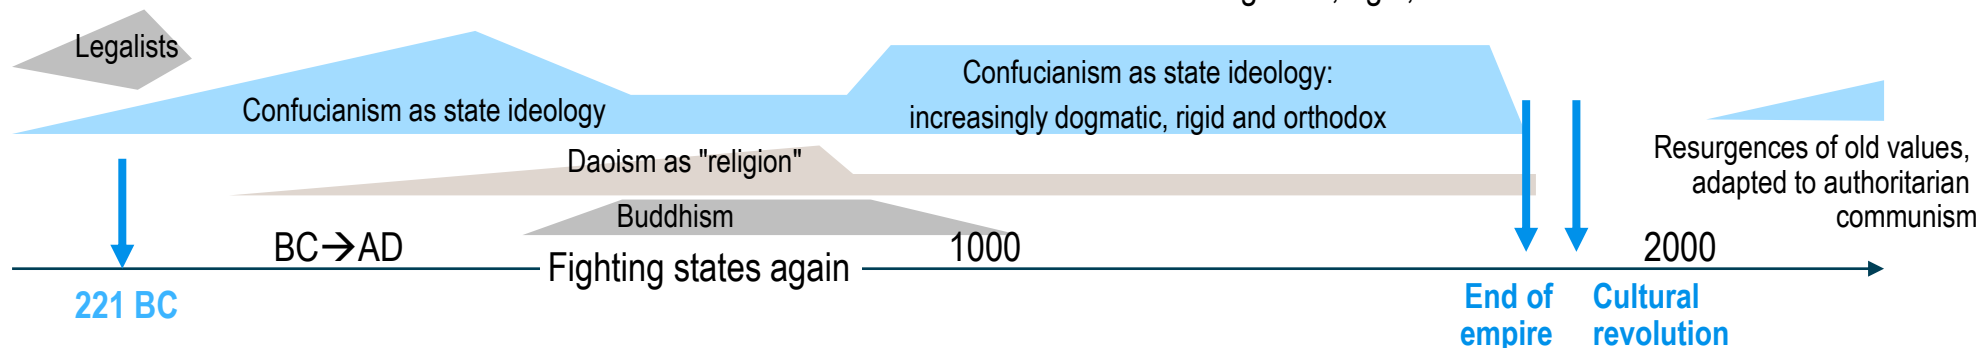 Legalists
Confucianism as state ideology
Confucianism as state ideology:
increasingly dogmatic, rigid and orthodox
Daoism as "religion"
Buddhism
Resurgences of old values,
adapted to authoritarian
communism
BC→AD
Fighting states again
1000
2000
221 BC
End of
empire
Cultural
revolution